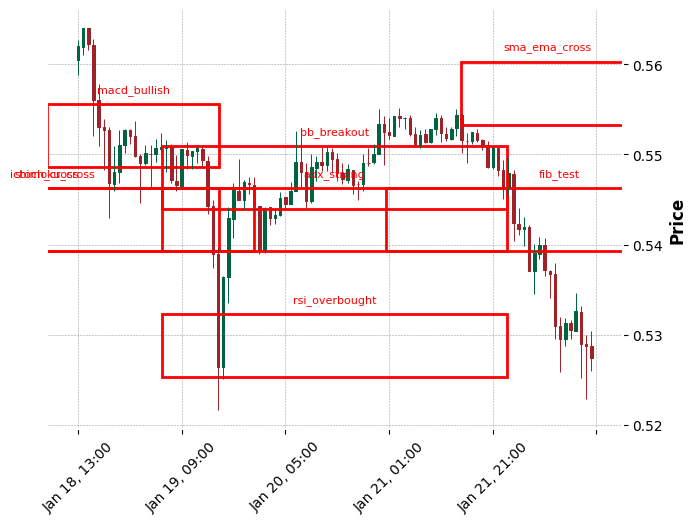 sma_ema_cross
0.56
macd_bullish
bb_breakout
0.55
fib_test
0.54
Price
rsi_overbought
0.53
0.52
Jan 18, 13:00
Jan 19, 09:00
Jan 20, 05:00
Jan 21, 01:00
Jan 21, 21:00